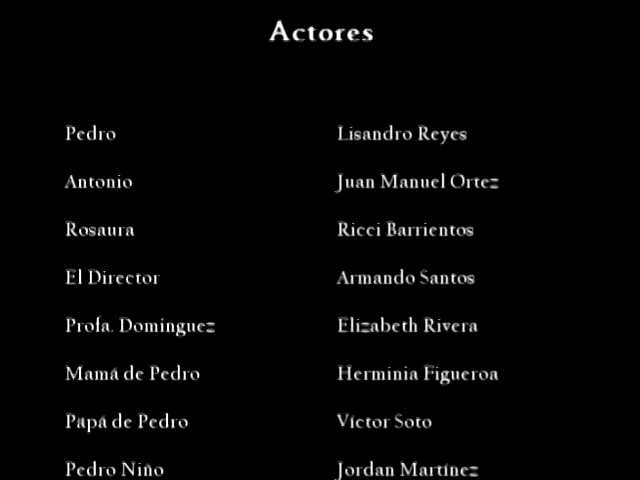 Actores
Pedro Lisandro Reyes
Antonio Juan Manuel Ortez
Rosaura Ricci Barrientos
El Director Armando Santos
Profa. Dominguez Elizabeth Rivera
Mamá de Pedro Herminia Figueroa
Papá de Pedro Víctor Soto
Pedro Niño Jordan Martínez